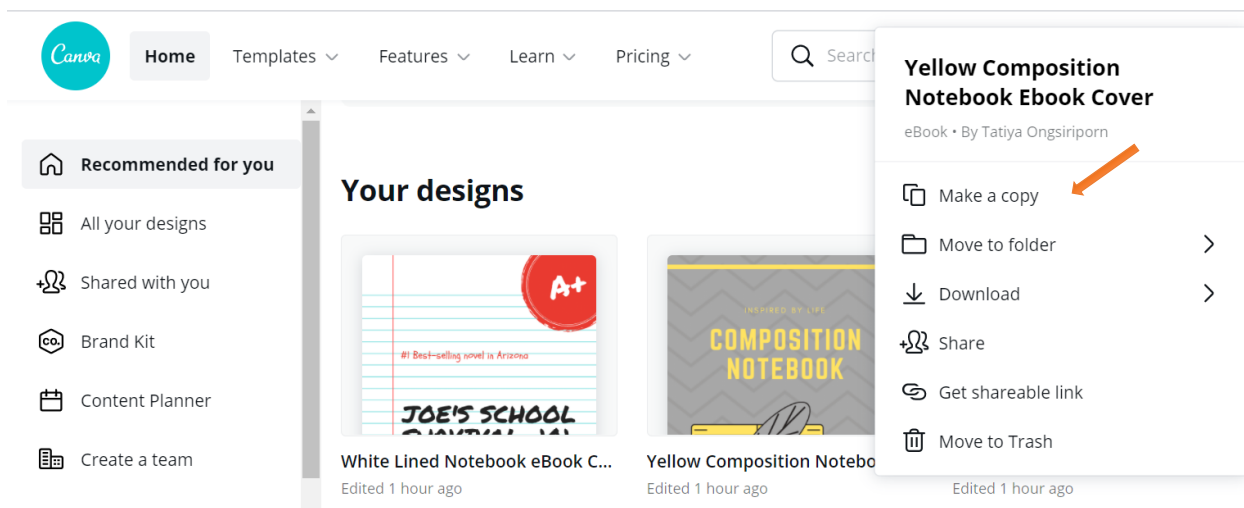 Canva
Home
Templates
Features
Learn
Pricing
Search
Recommended for you
All your designs
Shared with you
CO.
Brand Kit
Content Planner
Create a team
Your designs
A+
#1 Best-selling novel in Arizona
JOE'S SCHOOL
White Lined Notebook eBook C...
Edited 1 hour ago
INSPIRED BY LIFE
COMPOSITION
NOTEBOOK
Yellow Composition Notebo
Edited 1 hour ago
Edited 1 hour ago
Yellow Composition
Notebook Ebook Cover
eBook • By Tatiya Ongsiriporn
Make a copy
Move to folder
Download
Share
Get shareable link
Move to Trash